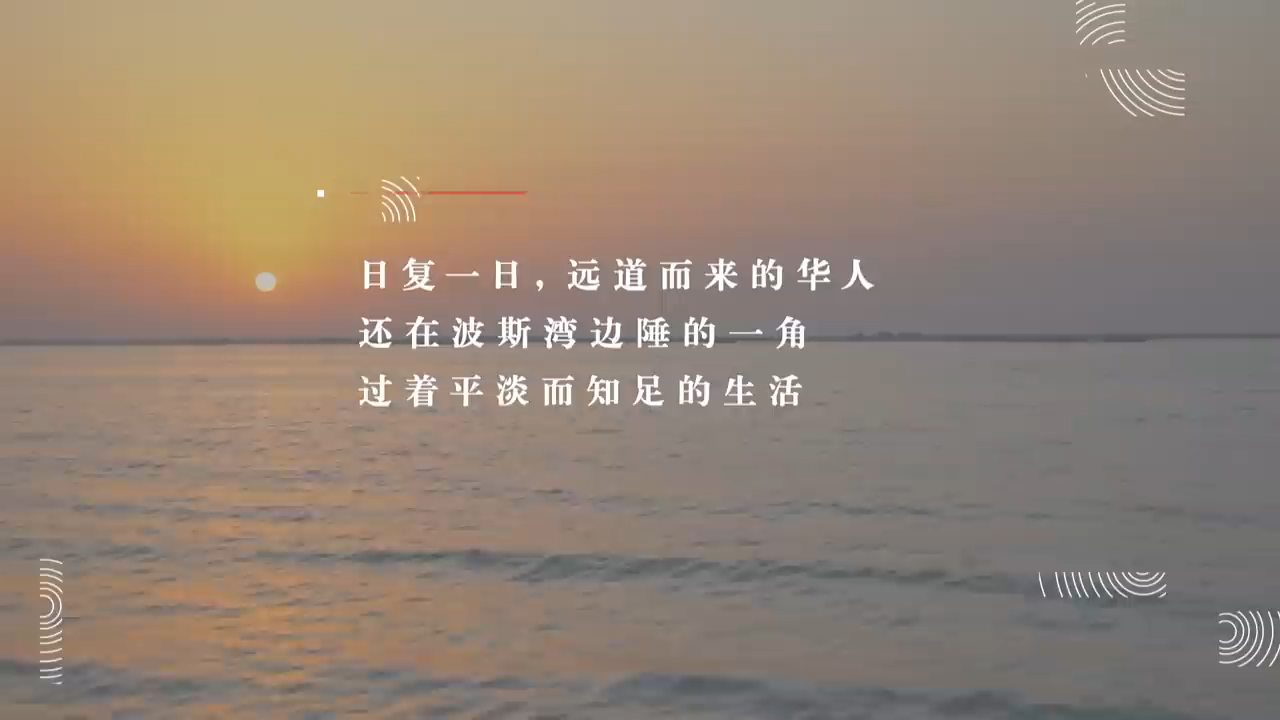 日复一日，远道而来的华人
还在波斯湾边陲的一角
过着平淡而知足的生活